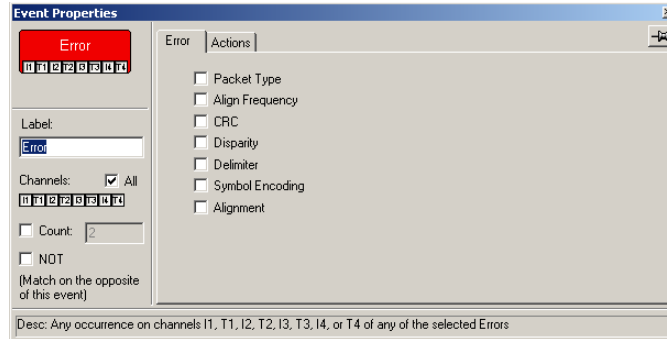 Event Properties
Error
I1 T1 I2 T2 I3 T3 I4 T4
Error Actions
Packet Type
Align Frequency
CRC
Disparity
Delimiter
Symbol Encoding
Alignment
Label:
Error
Channels: All
I1 T1 I2 T2 I3 T3 I4 T4
Count: 2
NOT
(Match on the opposite
of this event)
Desc: Any occurrence on channels I1, T1, I2, T2, I3, T3, I4, or T4 of any of the selected Errors